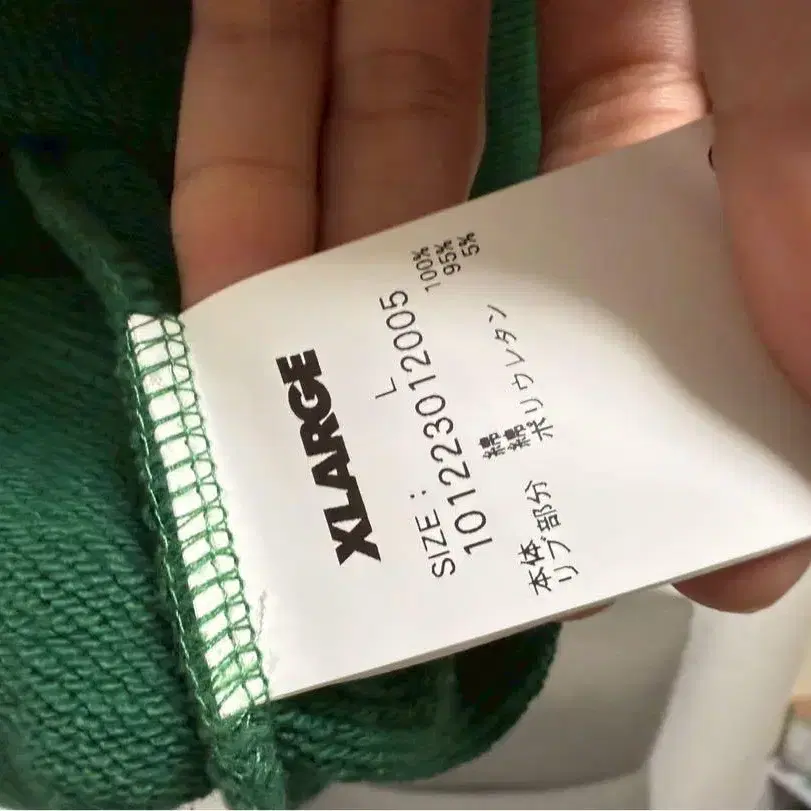 XLARGE
SIZE: L
101223012005
本体 綿 100%
リブ部分 綿 95%
ポリウレタン 5%